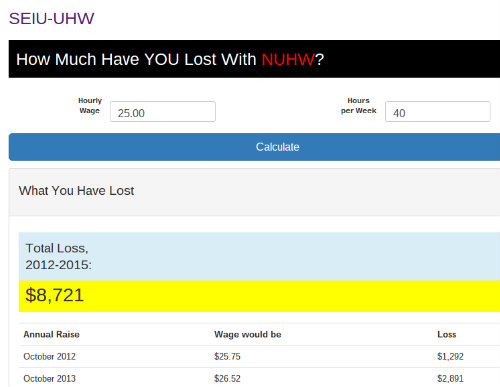 SEIU-UHW
How Much Have YOU Lost With NUHW?
Hourly Wage 25.00 Hours per Week 40
Calculate
What You Have Lost
Total Loss,
2012-2015:
$8,721
Annual Raise Wage would be Loss
October 2012 $25.75 $1,292
October 2013 $26.52 $2,891